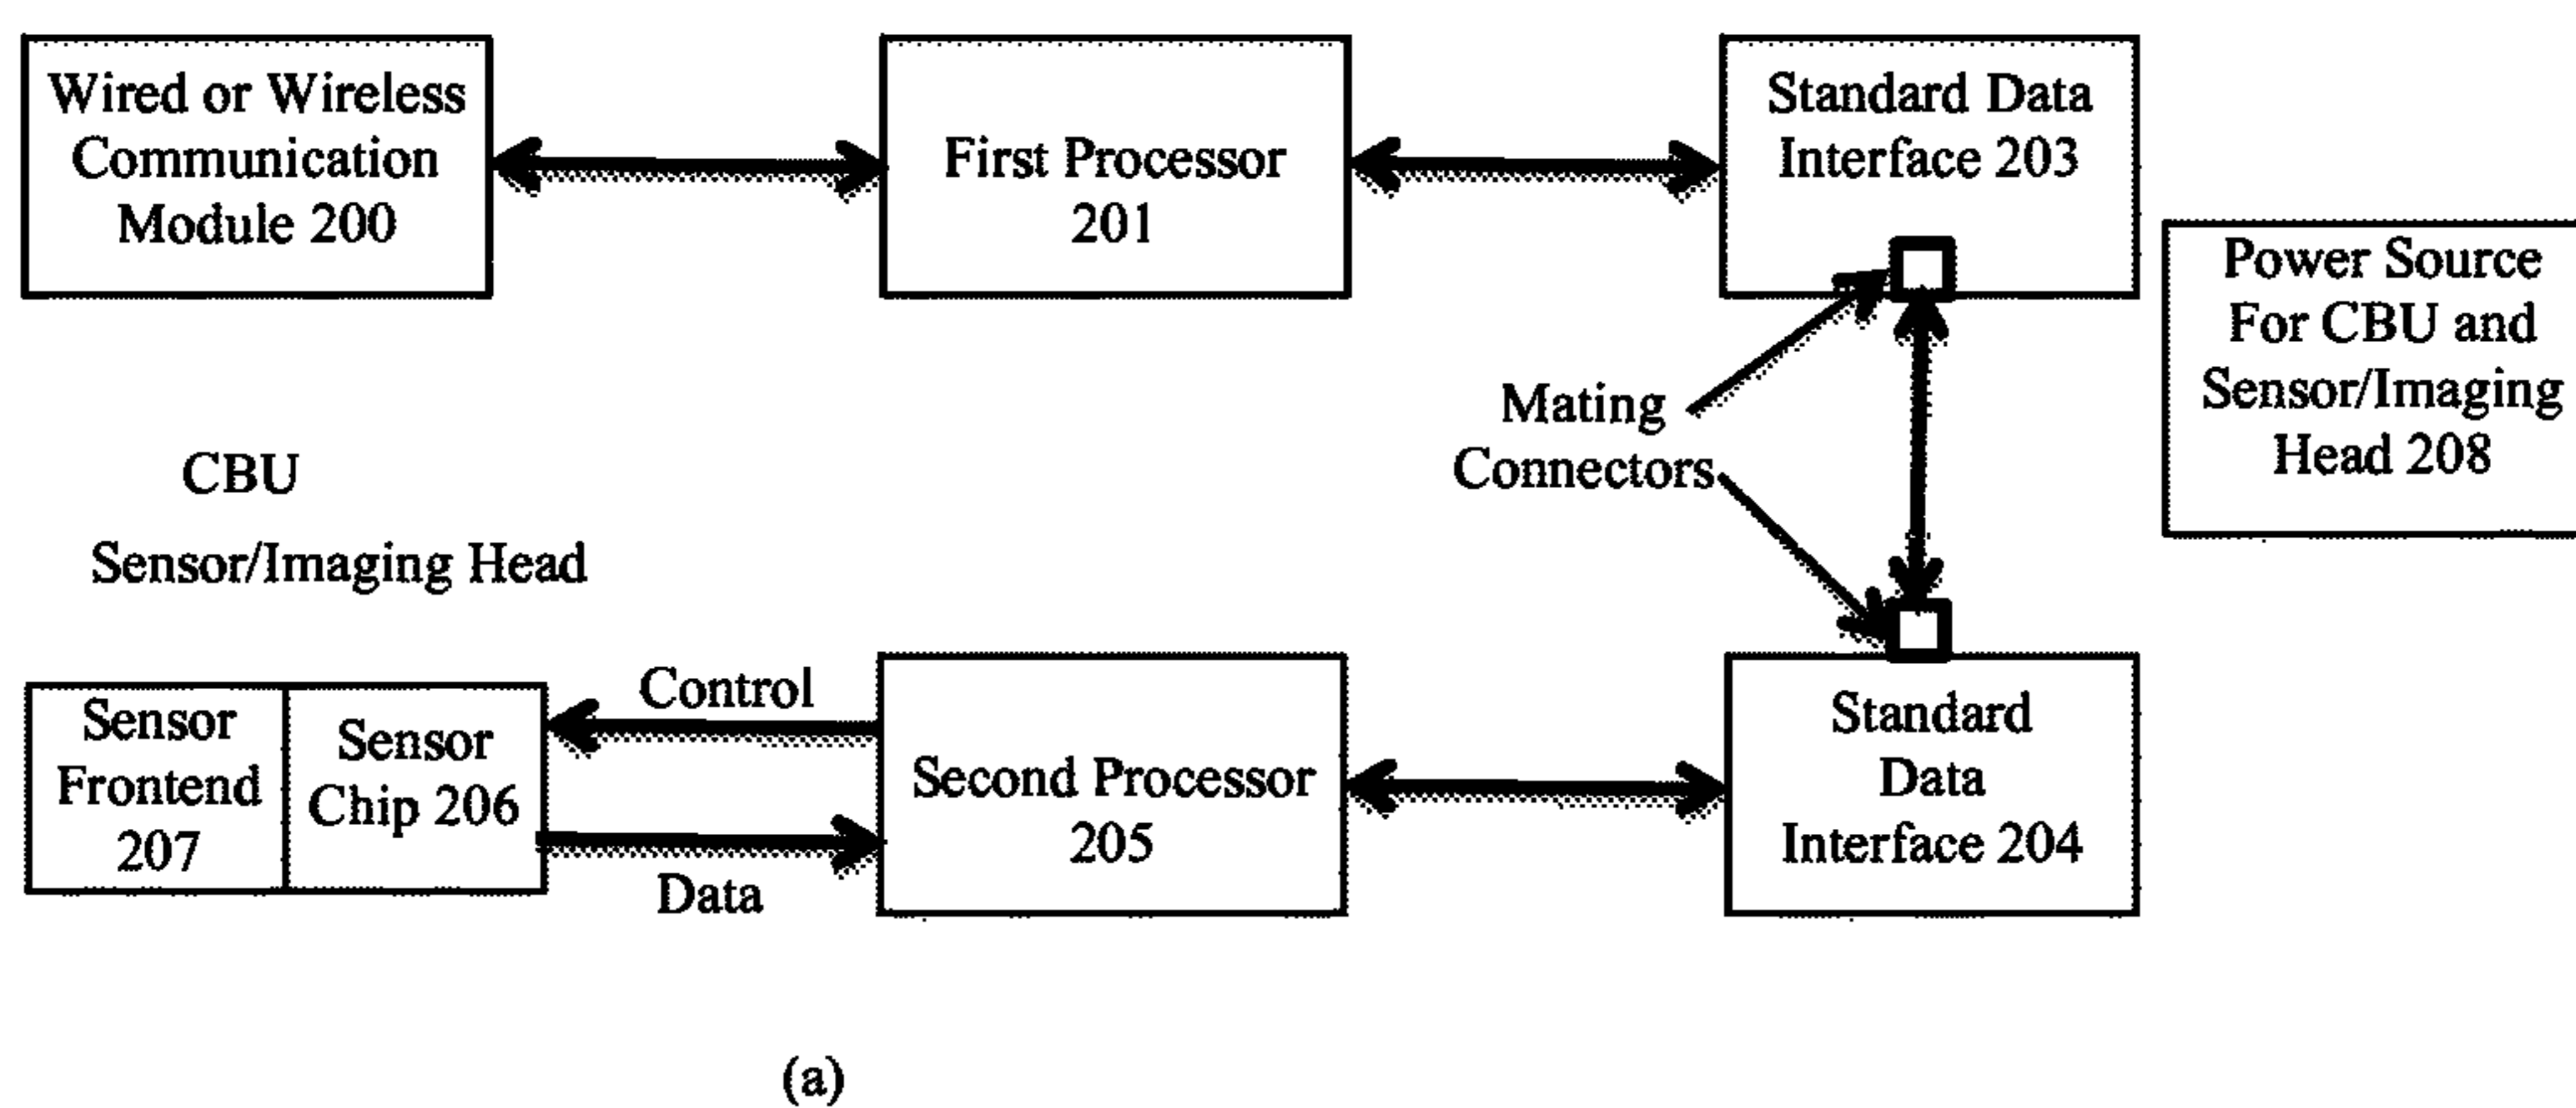 Wired or Wireless
Communication
Module 200
First Processor
201
Standard Data
Interface 203
Power Source
For CBU and
Sensor/Imaging
Head 208
Mating
Connectors
CBU
Sensor/Imaging Head
Sensor
Frontend
207
Sensor
Chip 206
Control
Data
Second Processor
205
Standard
Data
Interface 204
(a)